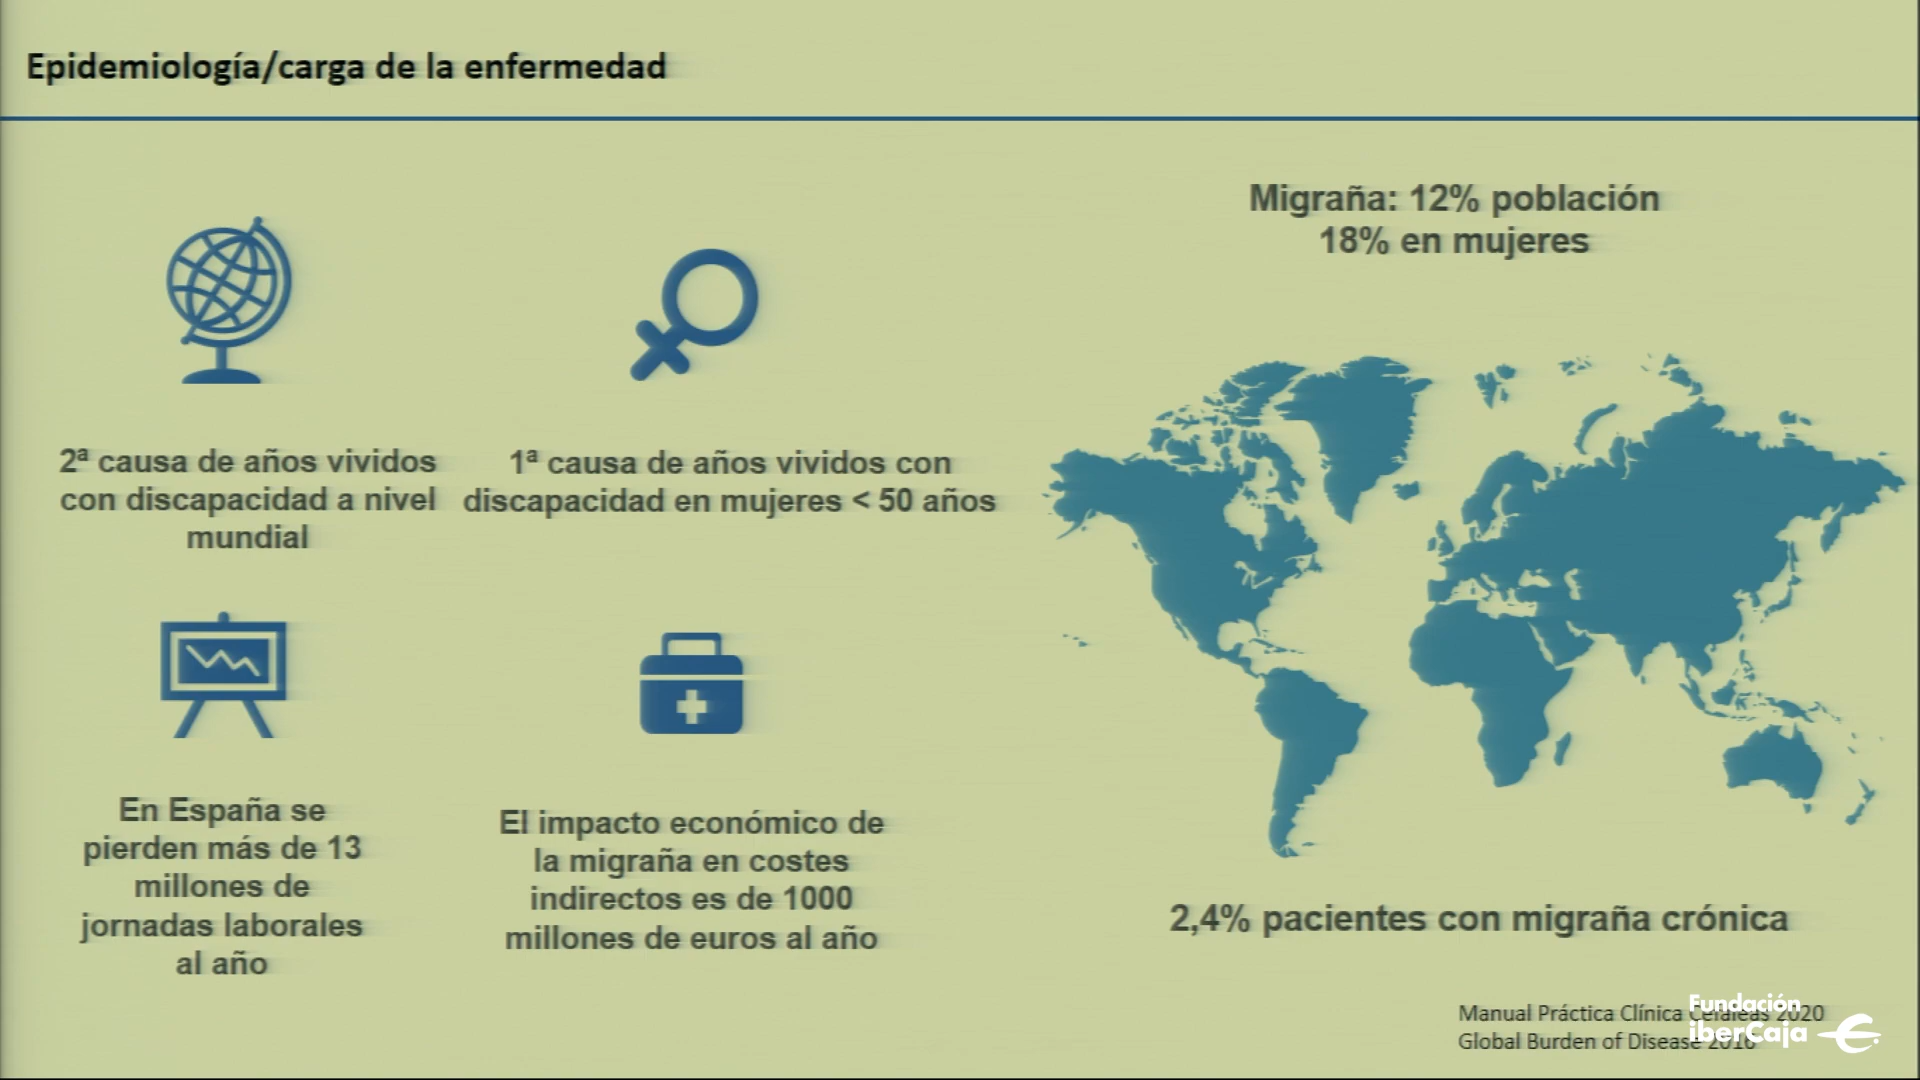 Epidemiología/carga de la enfermedad
Migraña: 12% población
18% en mujeres
2ª causa de años vividos
con discapacidad a nivel
mundial
1ª causa de años vividos con
discapacidad en mujeres < 50 años
En España se
pierden más de 13
millones de
jornadas laborales
al año
El impacto económico de
la migraña en costes
indirectos es de 1000
millones de euros al año
2,4% pacientes con migraña crónica
Manual Práctica Clínica Cefaleas 2020
Global Burden of Disease 2016
Fundación
iberCaja